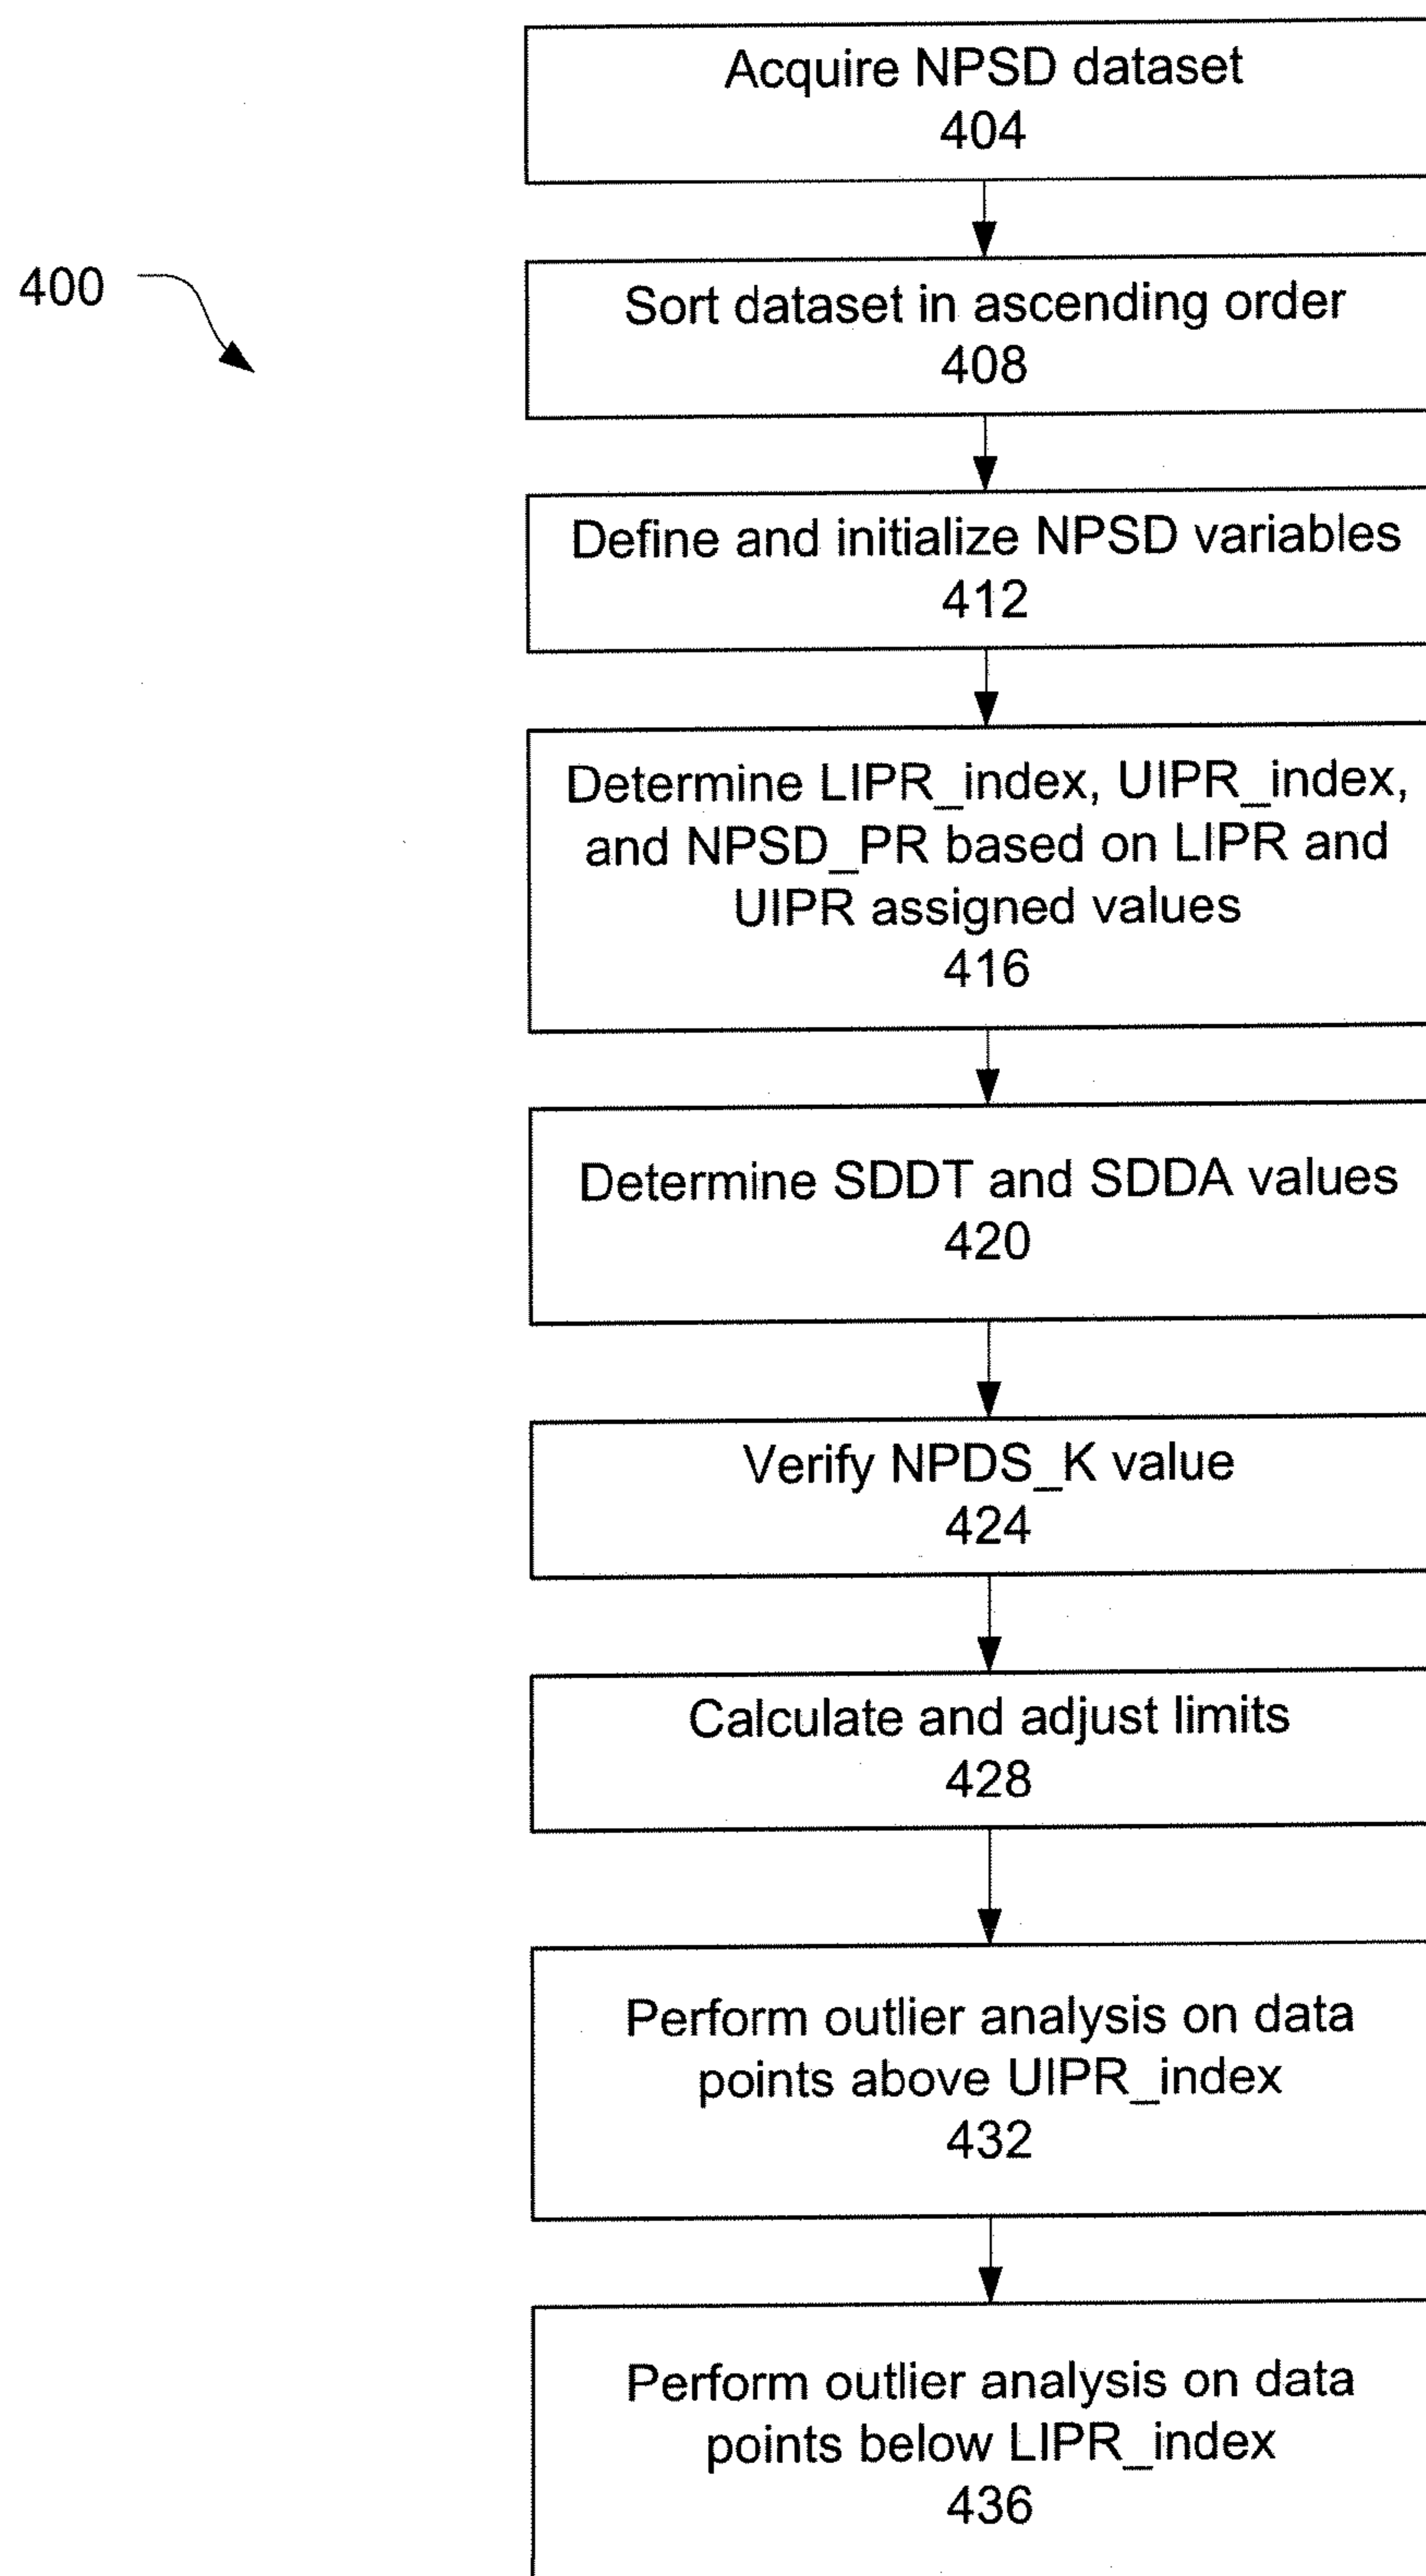 Acquire NPSD dataset
404
400
Sort dataset in ascending order
408
Define and initialize NPSD variables
412
Determine LIPR_index, UIPR_index,
and NPSD_PR based on LIPR and
UIPR assigned values
416
Determine SDDT and SDDA values
420
Verify NPDS_K value
424
Calculate and adjust limits
428
Perform outlier analysis on data
points above UIPR_index
432
Perform outlier analysis on data
points below LIPR_index
436